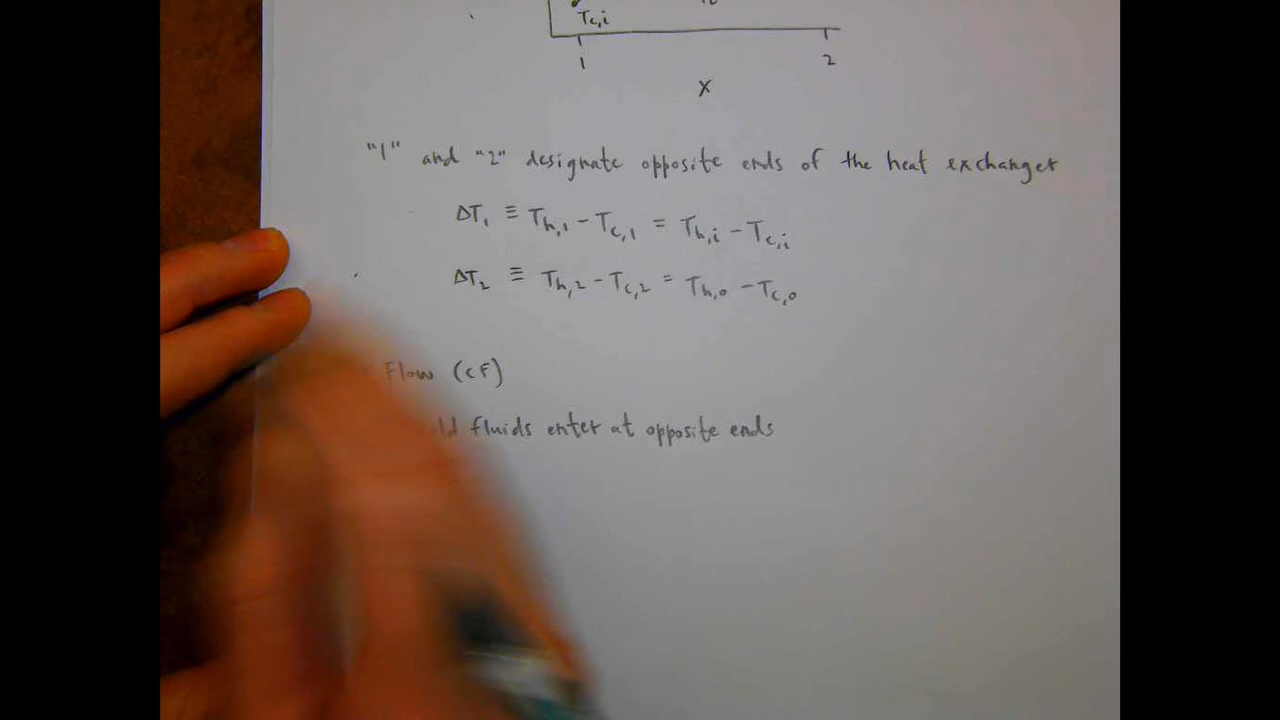 Tc,i
1 2
x
"1" and "2" designate opposite ends of the heat exchanger
ΔT₁ ≡ Th,1 - Tc,1 = Th,i - Tc,i
ΔT₂ ≡ Th,2 - Tc,2 = Th,o - Tc,o
Flow (CF)
fluids enter at opposite ends